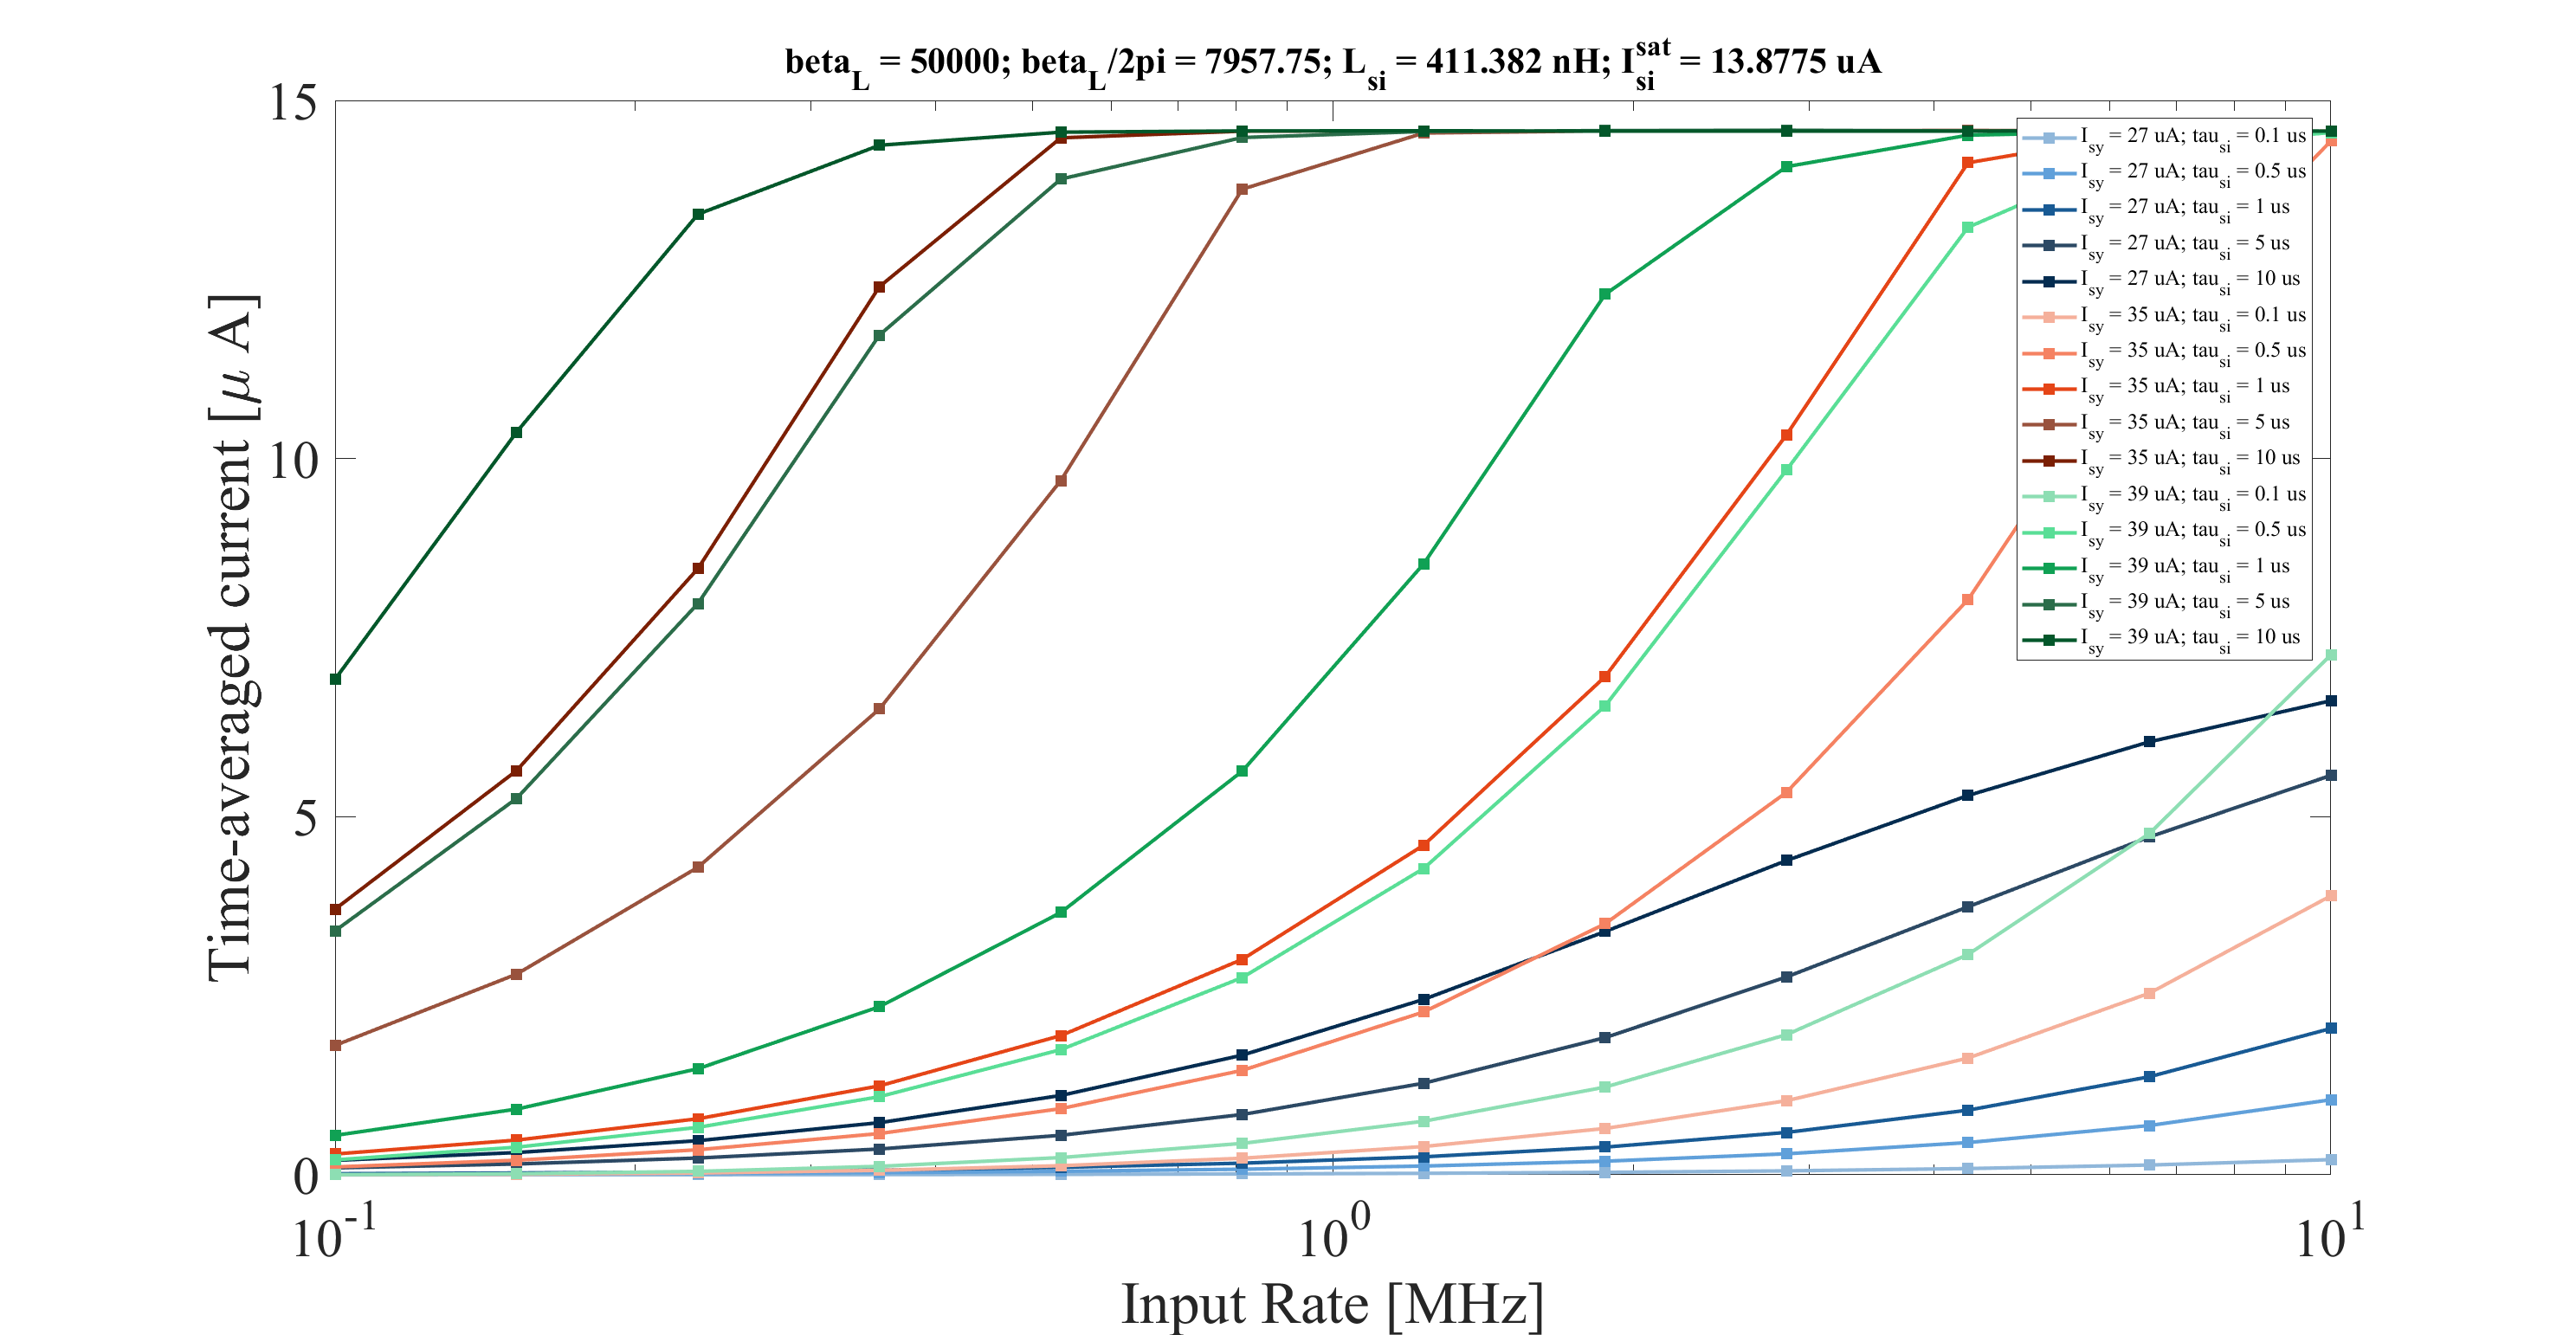 beta_L = 50000; beta_L/2pi = 7957.75; L_si = 411.382 nH; I_si^sat = 13.8775 uA
15
10
5
0
Time-averaged current [μ A]
10^-1
10^0
10^1
Input Rate [MHz]
I_sy = 27 uA; tau_si = 0.1 us
I_sy = 27 uA; tau_si = 0.5 us
I_sy = 27 uA; tau_si = 1 us
I_sy = 27 uA; tau_si = 5 us
I_sy = 27 uA; tau_si = 10 us
I_sy = 35 uA; tau_si = 0.1 us
I_sy = 35 uA; tau_si = 0.5 us
I_sy = 35 uA; tau_si = 1 us
I_sy = 35 uA; tau_si = 5 us
I_sy = 35 uA; tau_si = 10 us
I_sy = 39 uA; tau_si = 0.1 us
I_sy = 39 uA; tau_si = 0.5 us
I_sy = 39 uA; tau_si = 1 us
I_sy = 39 uA; tau_si = 5 us
I_sy = 39 uA; tau_si = 10 us